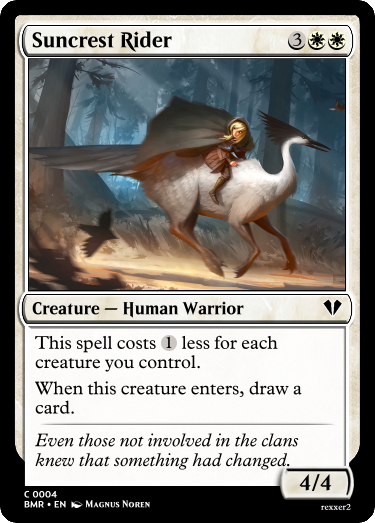 Suncrest Rider 3
Creature — Human Warrior
This spell costs 1 less for each
creature you control.
When this creature enters, draw a
card.
Even those not involved in the clans
knew that something had changed.
4/4
C 0004
BMR • EN Magnus Noren
rexxer2